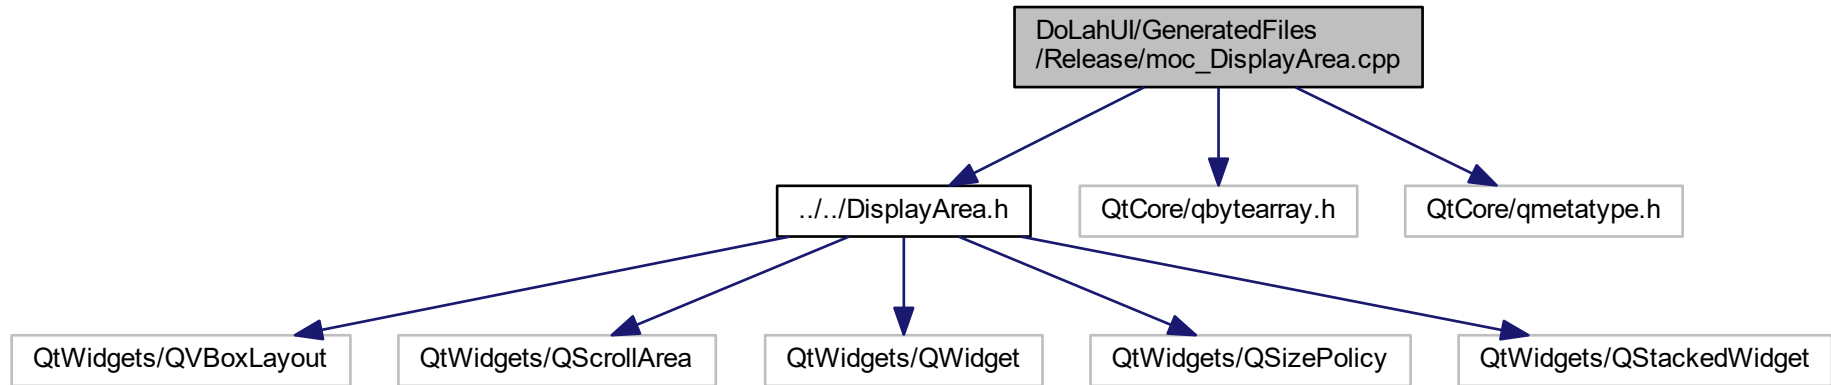 DoLahUI/GeneratedFiles
/Release/moc_DisplayArea.cpp
../../DisplayArea.h
QtCore/qbytearray.h
QtCore/qmetatype.h
QtWidgets/QVBoxLayout
QtWidgets/QScrollArea
QtWidgets/QWidget
QtWidgets/QSizePolicy
QtWidgets/QStackedWidget